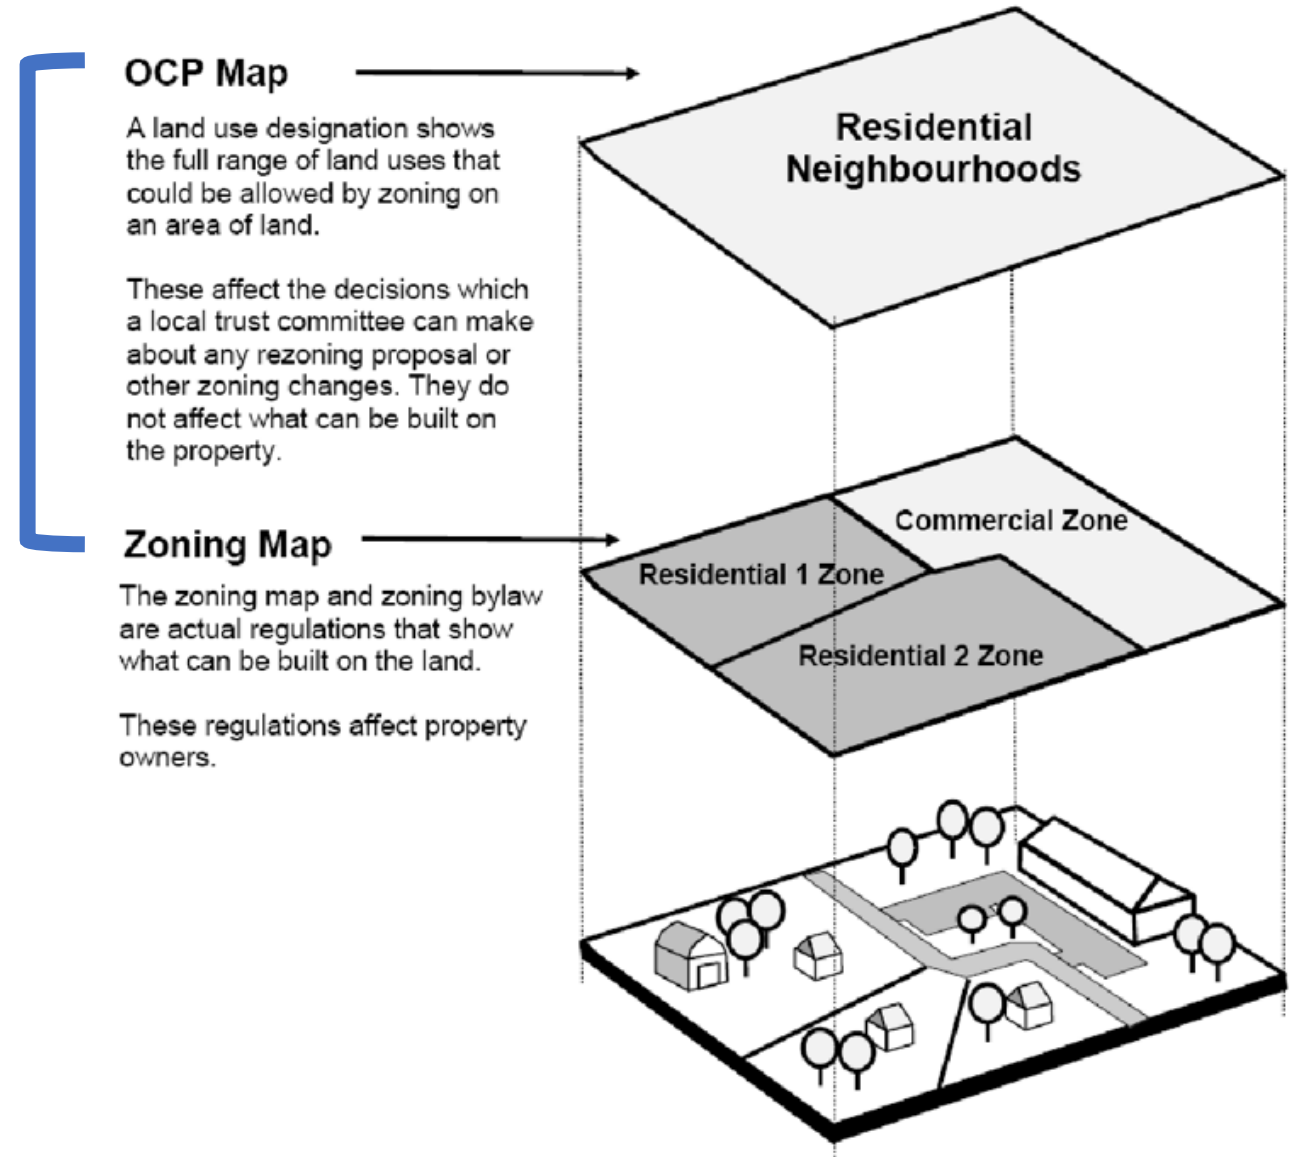 OCP Map
A land use designation shows
the full range of land uses that
could be allowed by zoning on
an area of land.
These affect the decisions which
a local trust committee can make
about any rezoning proposal or
other zoning changes. They do
not affect what can be built on
the property.
Zoning Map
The zoning map and zoning bylaw
are actual regulations that show
what can be built on the land.
These regulations affect property
owners.
Residential
Neighbourhoods
Commercial Zone
Residential 1 Zone
Residential 2 Zone